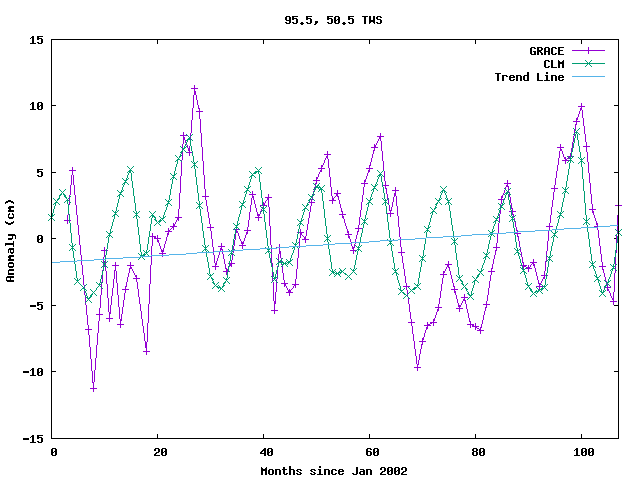 95.5, 50.5 TWS
GRACE
CLM
Trend Line
15
10
5
0
-5
-10
-15
Anomaly (cm)
0 20 40 60 80 100
Months since Jan 2002